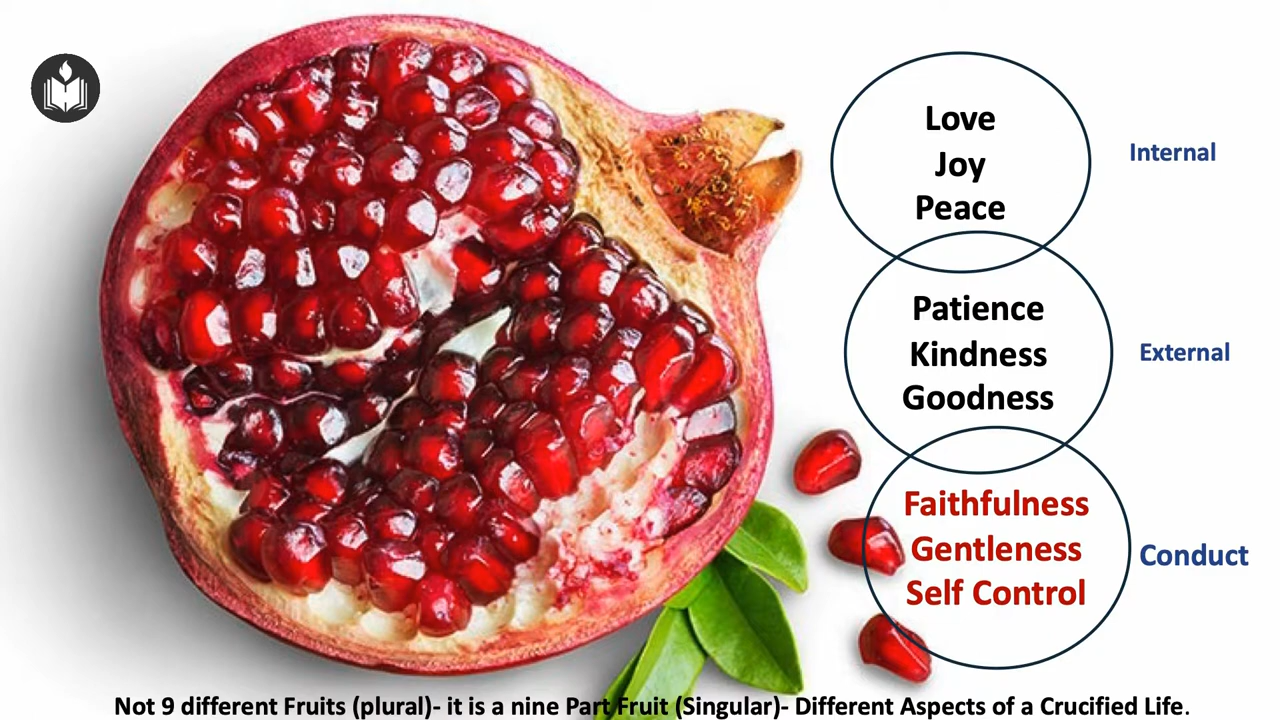 Love
Joy
Peace
Internal
Patience
Kindness
Goodness
External
Faithfulness
Gentleness
Self Control
Conduct
Not 9 different Fruits (plural)- it is a nine Part Fruit (Singular)- Different Aspects of a Crucified Life.